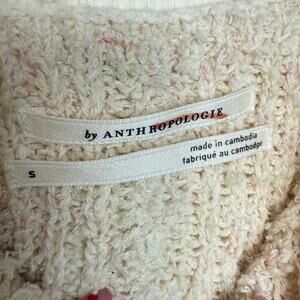 by ANTHROPOLOGIE
S
made in cambodia
fabriqué au cambodge